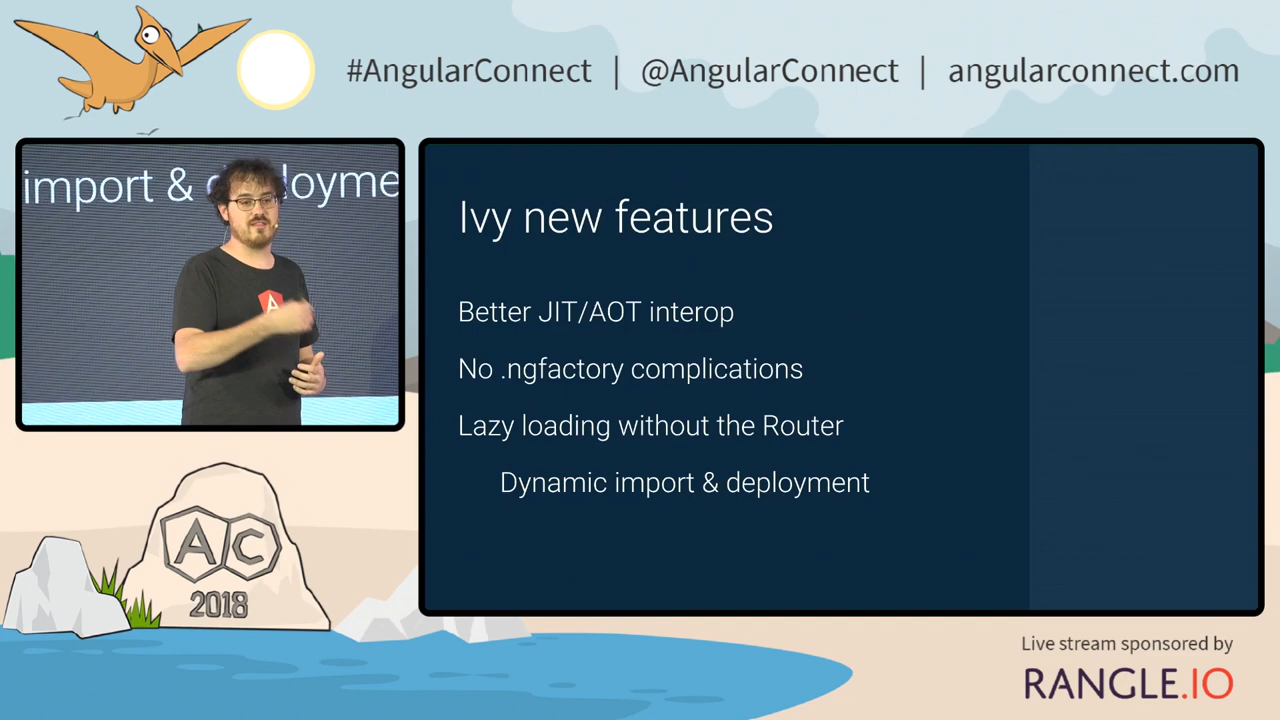 #AngularConnect | @AngularConnect | angularconnect.com
import & deployme
A
Ivy new features
Better JIT/AOT interop
No .ngfactory complications
Lazy loading without the Router
Dynamic import & deployment
AC
2018
Live stream sponsored by
RANGLE.IO